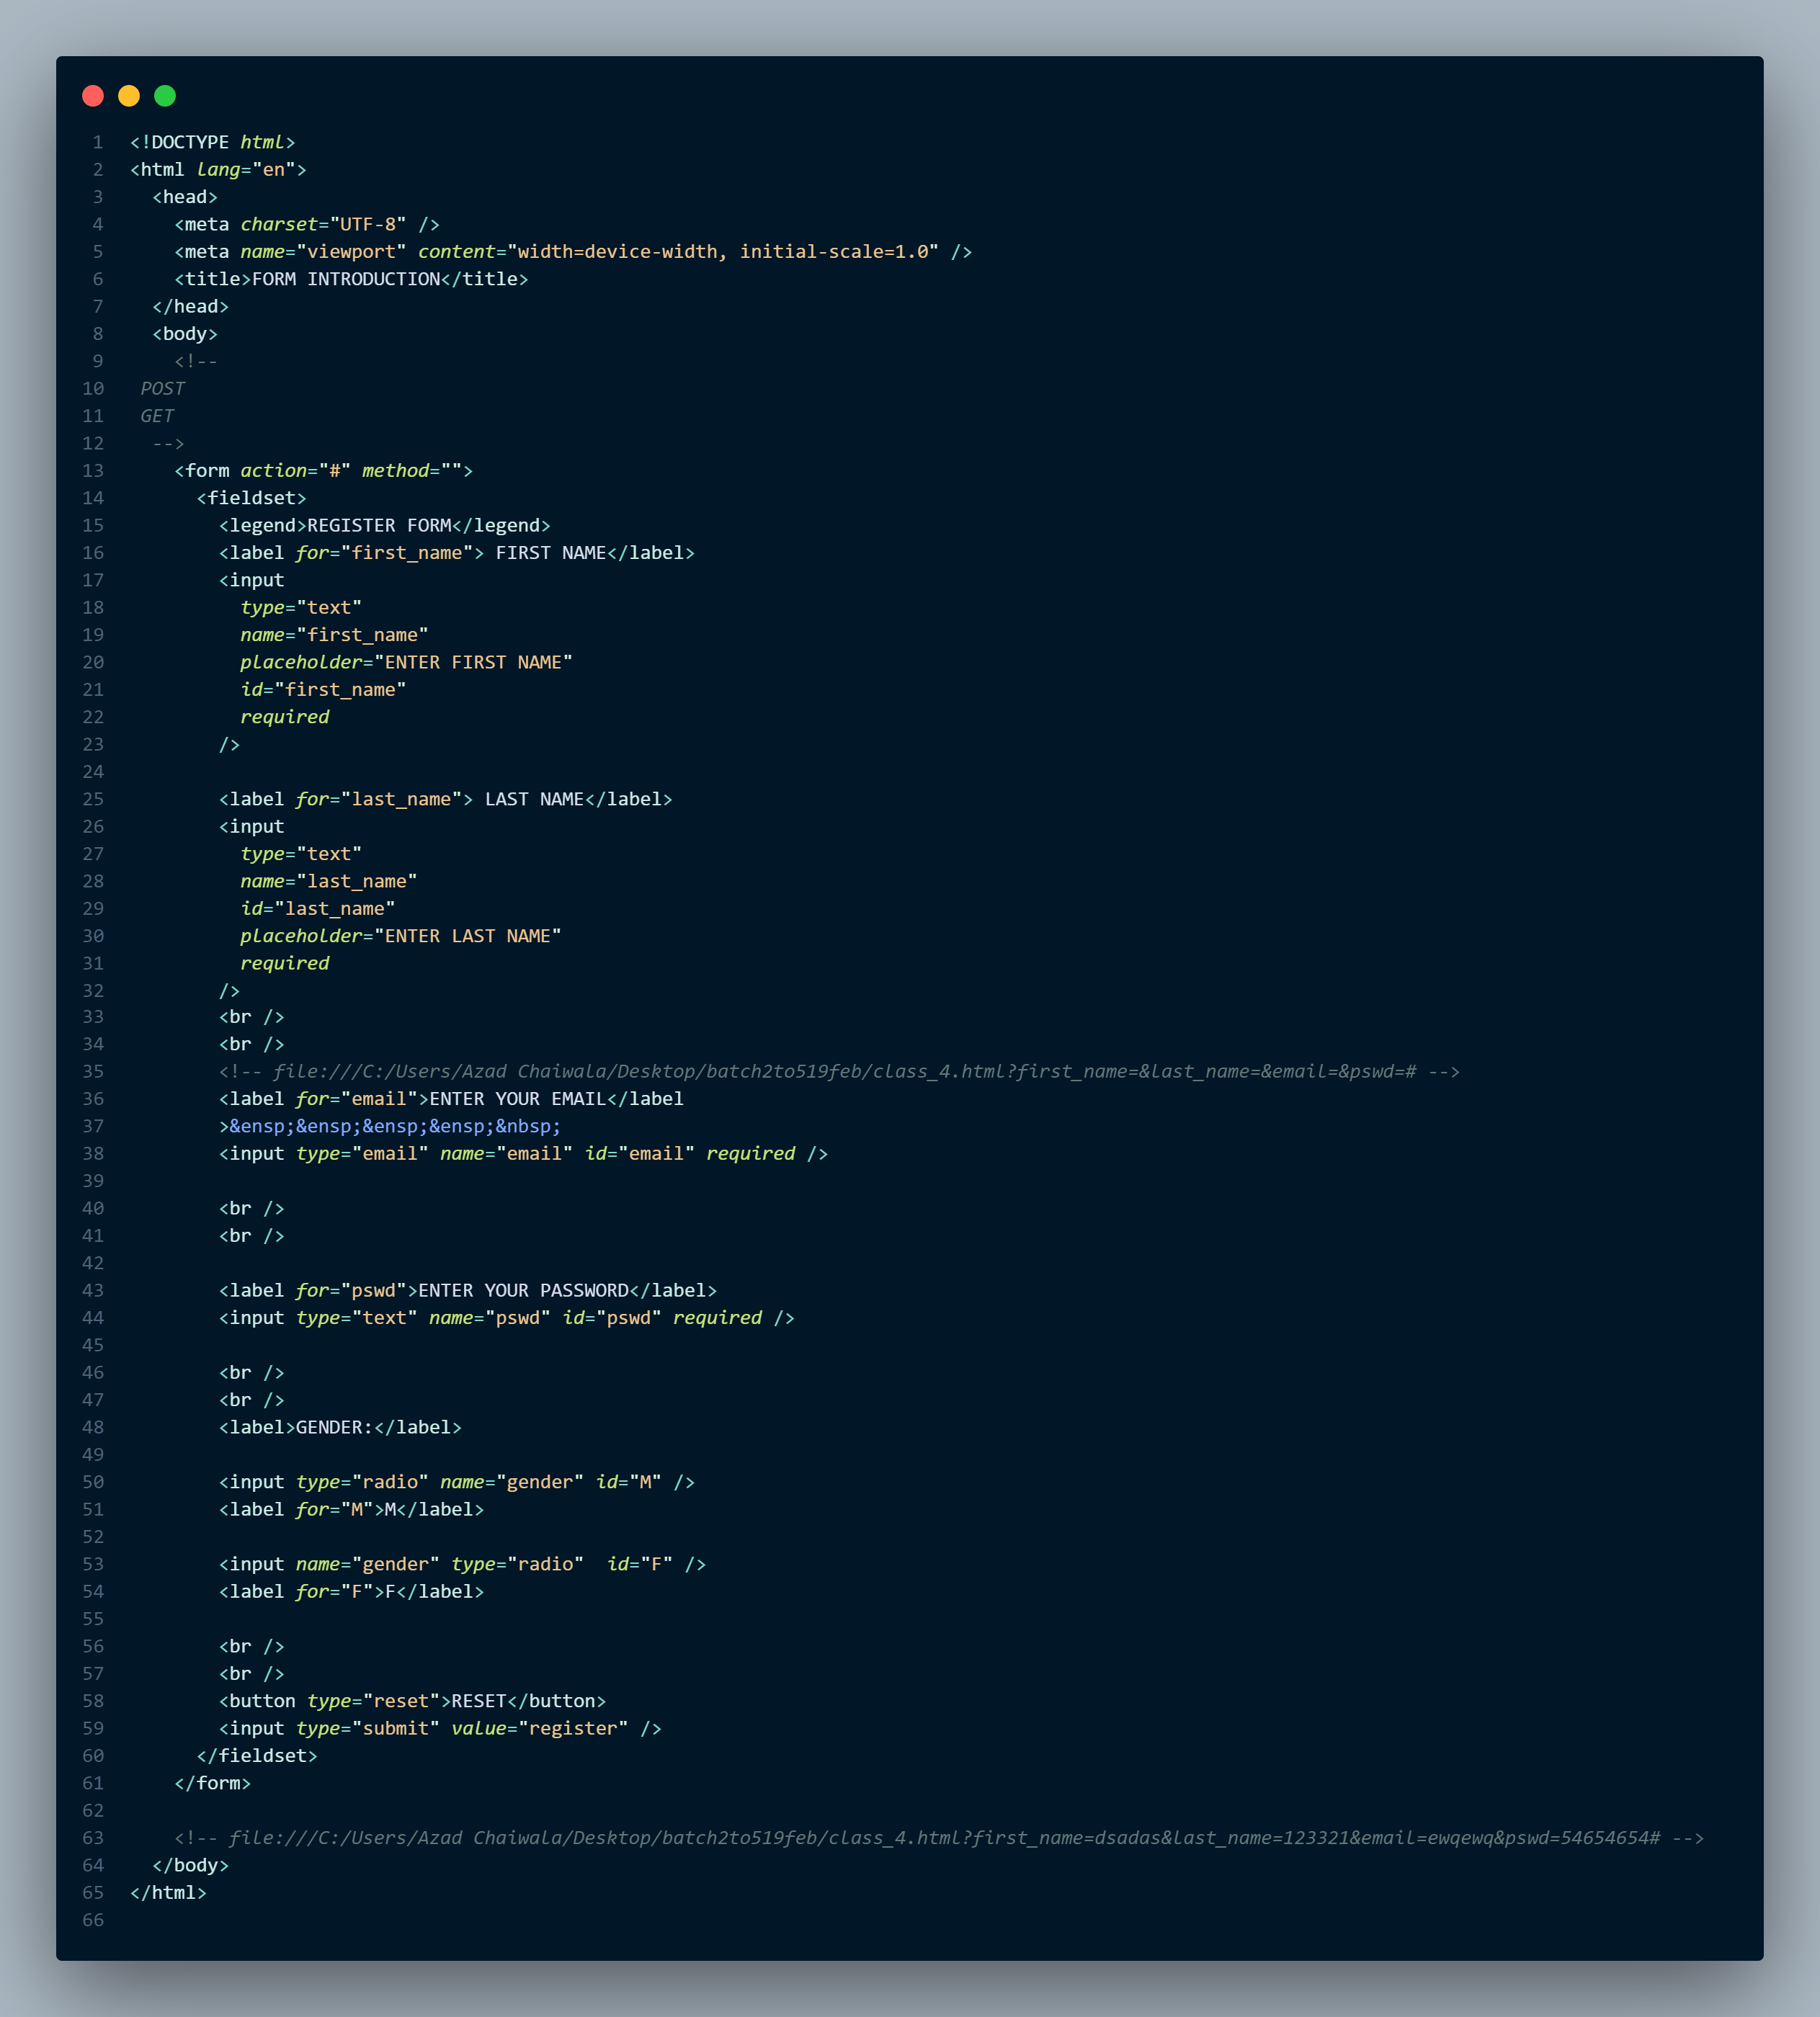 1 <!DOCTYPE html>
2 <html lang="en">
3   <head>
4     <meta charset="UTF-8" />
5     <meta name="viewport" content="width=device-width, initial-scale=1.0" />
6     <title>FORM INTRODUCTION</title>
7   </head>
8   <body>
9     <!--
10  POST
11  GET
12   -->
13     <form action="#" method="">
14       <fieldset>
15         <legend>REGISTER FORM</legend>
16         <label for="first_name"> FIRST NAME</label>
17         <input
18           type="text"
19           name="first_name"
20           placeholder="ENTER FIRST NAME"
21           id="first_name"
22           required
23         />
24
25         <label for="last_name"> LAST NAME</label>
26         <input
27           type="text"
28           name="last_name"
29           id="last_name"
30           placeholder="ENTER LAST NAME"
31           required
32         />
33         <br />
34         <br />
35         <!-- file:///C:/Users/Azad Chaiwala/Desktop/batch2to519feb/class_4.html?first_name=&last_name=&email=&pswd=# -->
36         <label for="email">ENTER YOUR EMAIL</label
37         >&ensp;&ensp;&ensp;&ensp;&nbsp;
38         <input type="email" name="email" id="email" required />
39
40         <br />
41         <br />
42
43         <label for="pswd">ENTER YOUR PASSWORD</label>
44         <input type="text" name="pswd" id="pswd" required />
45
46         <br />
47         <br />
48         <label>GENDER:</label>
49
50         <input type="radio" name="gender" id="M" />
51         <label for="M">M</label>
52
53         <input name="gender" type="radio"  id="F" />
54         <label for="F">F</label>
55
56         <br />
57         <br />
58         <button type="reset">RESET</button>
59         <input type="submit" value="register" />
60       </fieldset>
61     </form>
62
63     <!-- file:///C:/Users/Azad Chaiwala/Desktop/batch2to519feb/class_4.html?first_name=dsadas&last_name=123321&email=ewqewq&pswd=54654654# -->
64   </body>
65 </html>
66